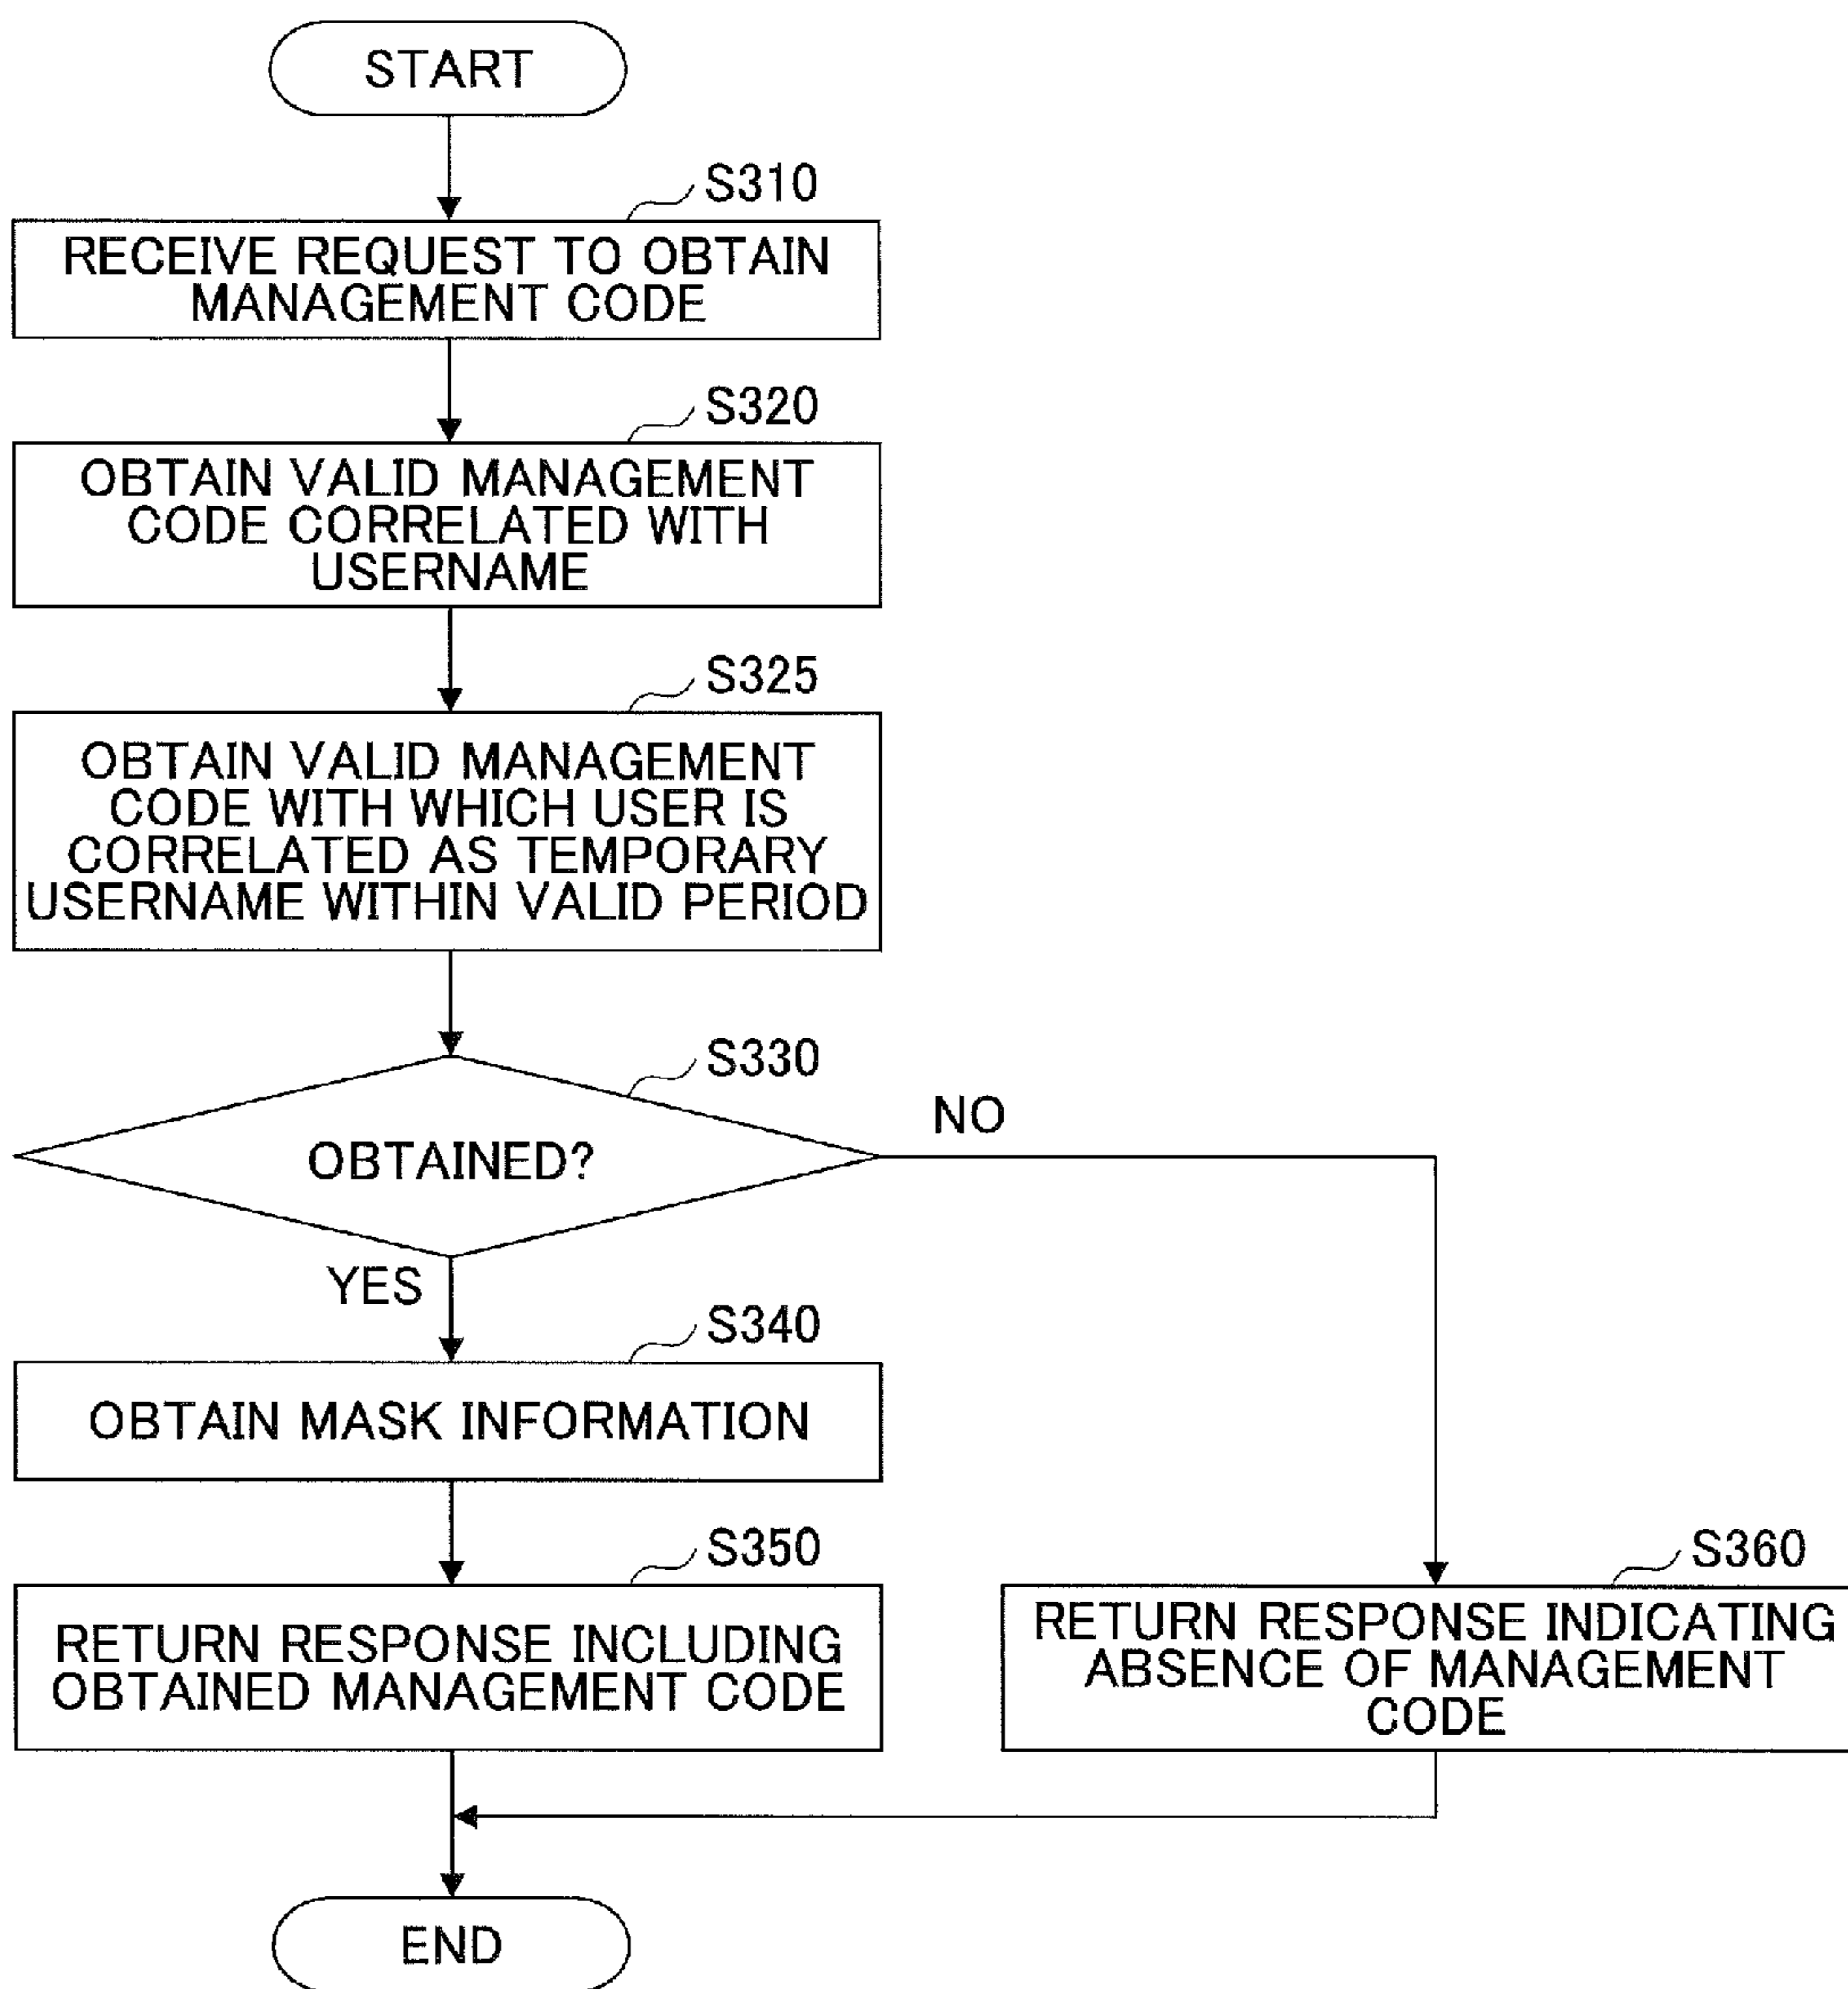 START
S310
RECEIVE REQUEST TO OBTAIN
MANAGEMENT CODE
S320
OBTAIN VALID MANAGEMENT
CODE CORRELATED WITH
USERNAME
S325
OBTAIN VALID MANAGEMENT
CODE WITH WHICH USER IS
CORRELATED AS TEMPORARY
USERNAME WITHIN VALID PERIOD
S330
OBTAINED?
NO
YES
S340
OBTAIN MASK INFORMATION
S350
RETURN RESPONSE INCLUDING
OBTAINED MANAGEMENT CODE
S360
RETURN RESPONSE INDICATING
ABSENCE OF MANAGEMENT
CODE
END